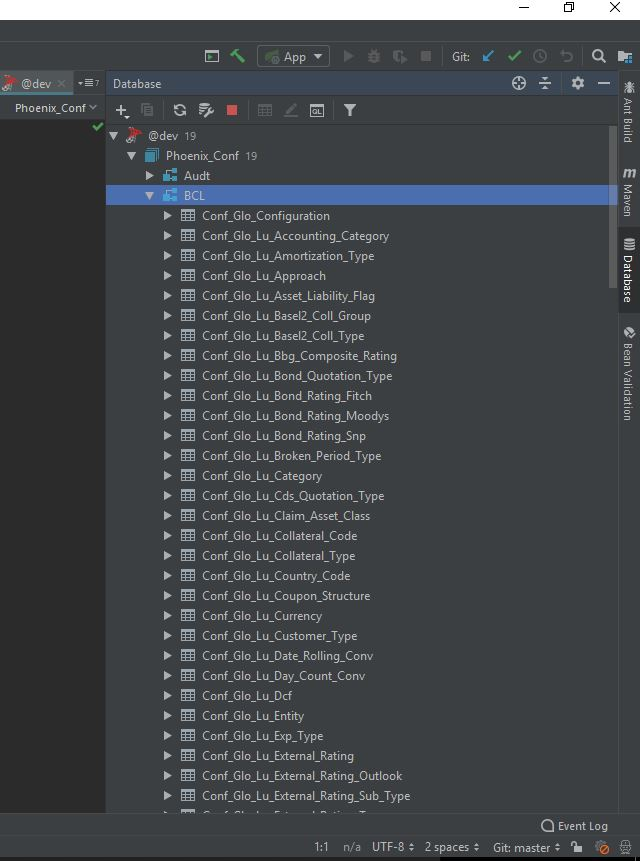 App
Git:
@dev
7
Database
Phoenix_Conf
QL
@dev 19
Phoenix_Conf 19
Audt
BCL
Conf_Glo_Configuration
Conf_Glo_Lu_Accounting_Category
Conf_Glo_Lu_Amortization_Type
Conf_Glo_Lu_Approach
Conf_Glo_Lu_Asset_Liability_Flag
Conf_Glo_Lu_Basel2_Coll_Group
Conf_Glo_Lu_Basel2_Coll_Type
Conf_Glo_Lu_Bbg_Composite_Rating
Conf_Glo_Lu_Bond_Quotation_Type
Conf_Glo_Lu_Bond_Rating_Fitch
Conf_Glo_Lu_Bond_Rating_Moodys
Conf_Glo_Lu_Bond_Rating_Snp
Conf_Glo_Lu_Broken_Period_Type
Conf_Glo_Lu_Category
Conf_Glo_Lu_Cds_Quotation_Type
Conf_Glo_Lu_Claim_Asset_Class
Conf_Glo_Lu_Collateral_Code
Conf_Glo_Lu_Collateral_Type
Conf_Glo_Lu_Country_Code
Conf_Glo_Lu_Coupon_Structure
Conf_Glo_Lu_Currency
Conf_Glo_Lu_Customer_Type
Conf_Glo_Lu_Date_Rolling_Conv
Conf_Glo_Lu_Day_Count_Conv
Conf_Glo_Lu_Dcf
Conf_Glo_Lu_Entity
Conf_Glo_Lu_Exp_Type
Conf_Glo_Lu_External_Rating
Conf_Glo_Lu_External_Rating_Outlook
Conf_Glo_Lu_External_Rating_Sub_Type
Ant Build
m
Maven
Database
Bean Validation
Event Log
1:1 n/a UTF-8 2 spaces Git: master